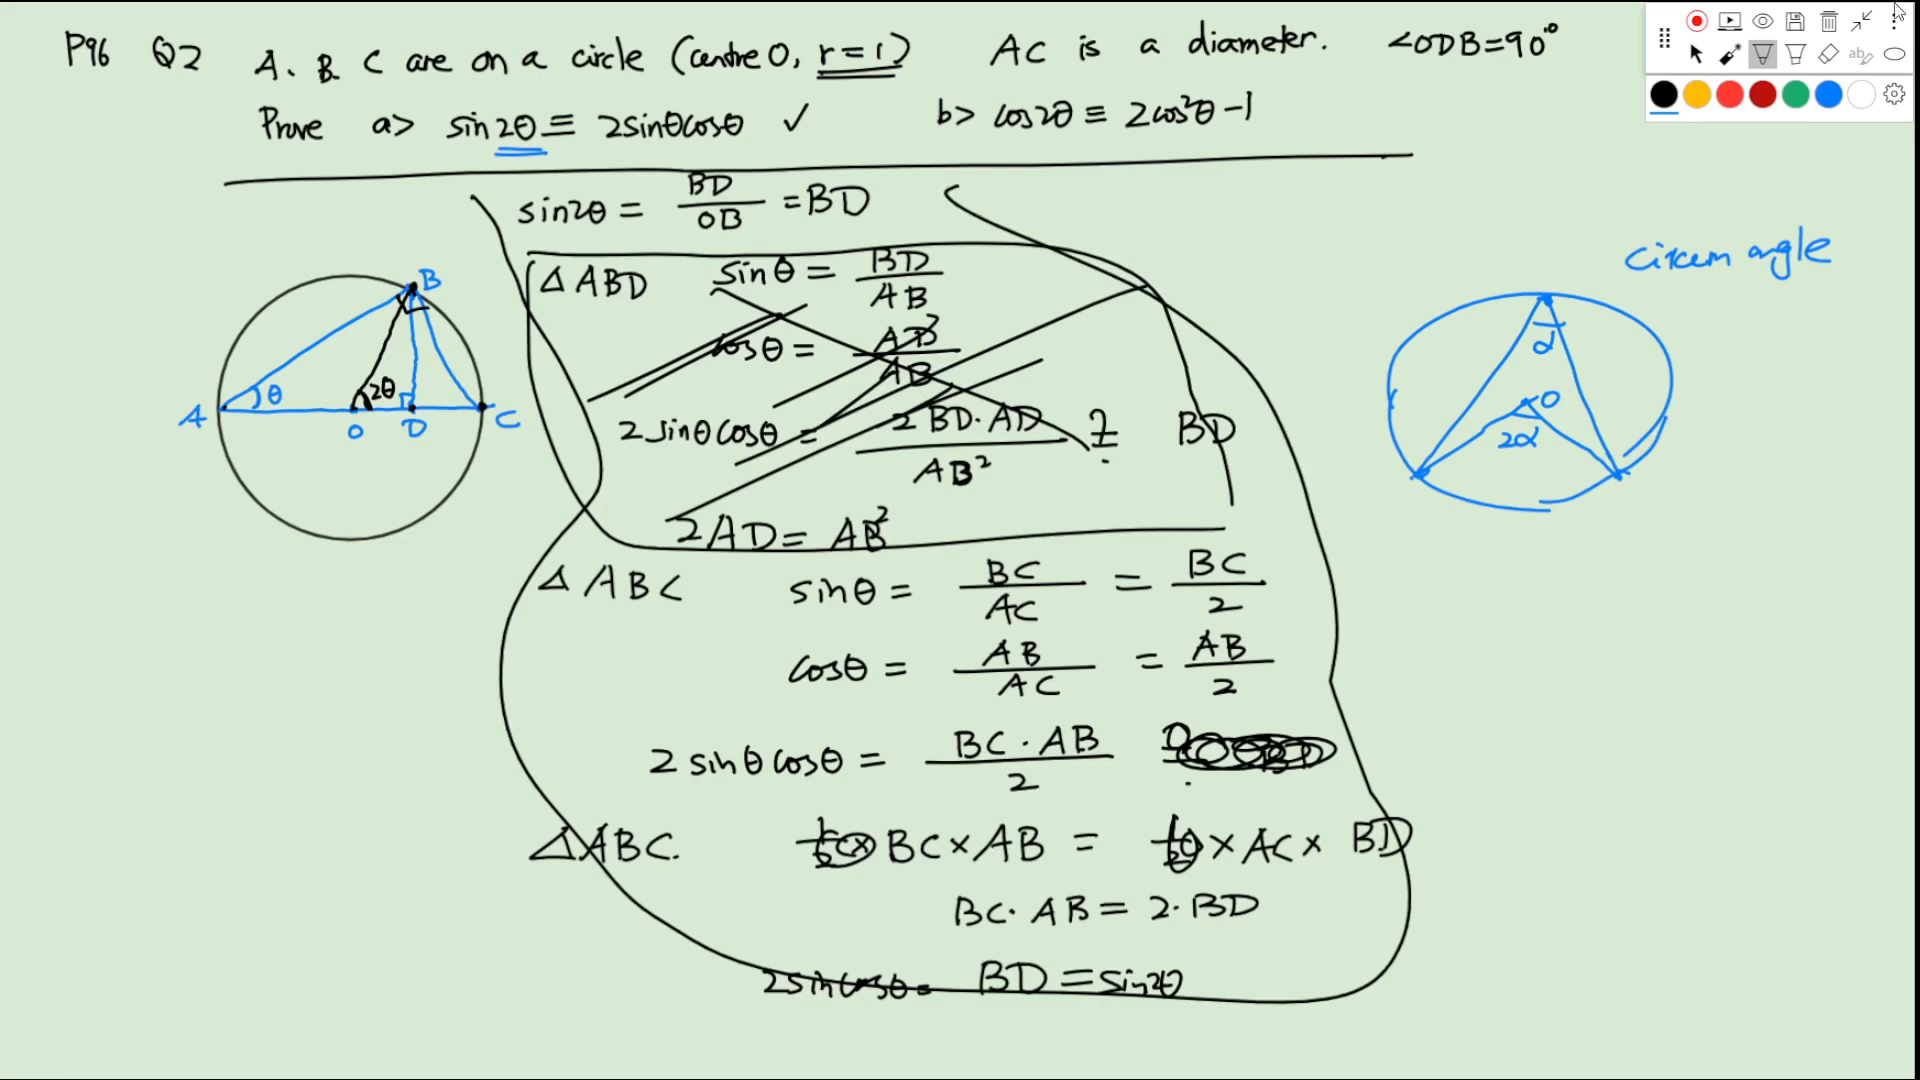 P96 Q2 A. B. C are on a circle (centre O, r=1) AC is a diameter. ∠ODB=90°
Prove a> sin2θ ≡ 2sinθcosθ ✓ b> cos2θ ≡ 2cos²θ-1
sin2θ = BD/OB = BD
△ABD sinθ = BD/AB
cosθ = AD/AB
2sinθcosθ = 2BD·AD/AB² ?= BD
2AD = AB²
△ABC sinθ = BC/AC = BC/2
cosθ = AB/AC = AB/2
2sinθcosθ = BC·AB/2
△ABC. 1/2 × BC×AB = 1/2 × AC× BD
BC·AB = 2·BD
2sincosθ = BD = sin2θ
B
A θ 2θ C
O D
circum angle
α
O
2α
ab